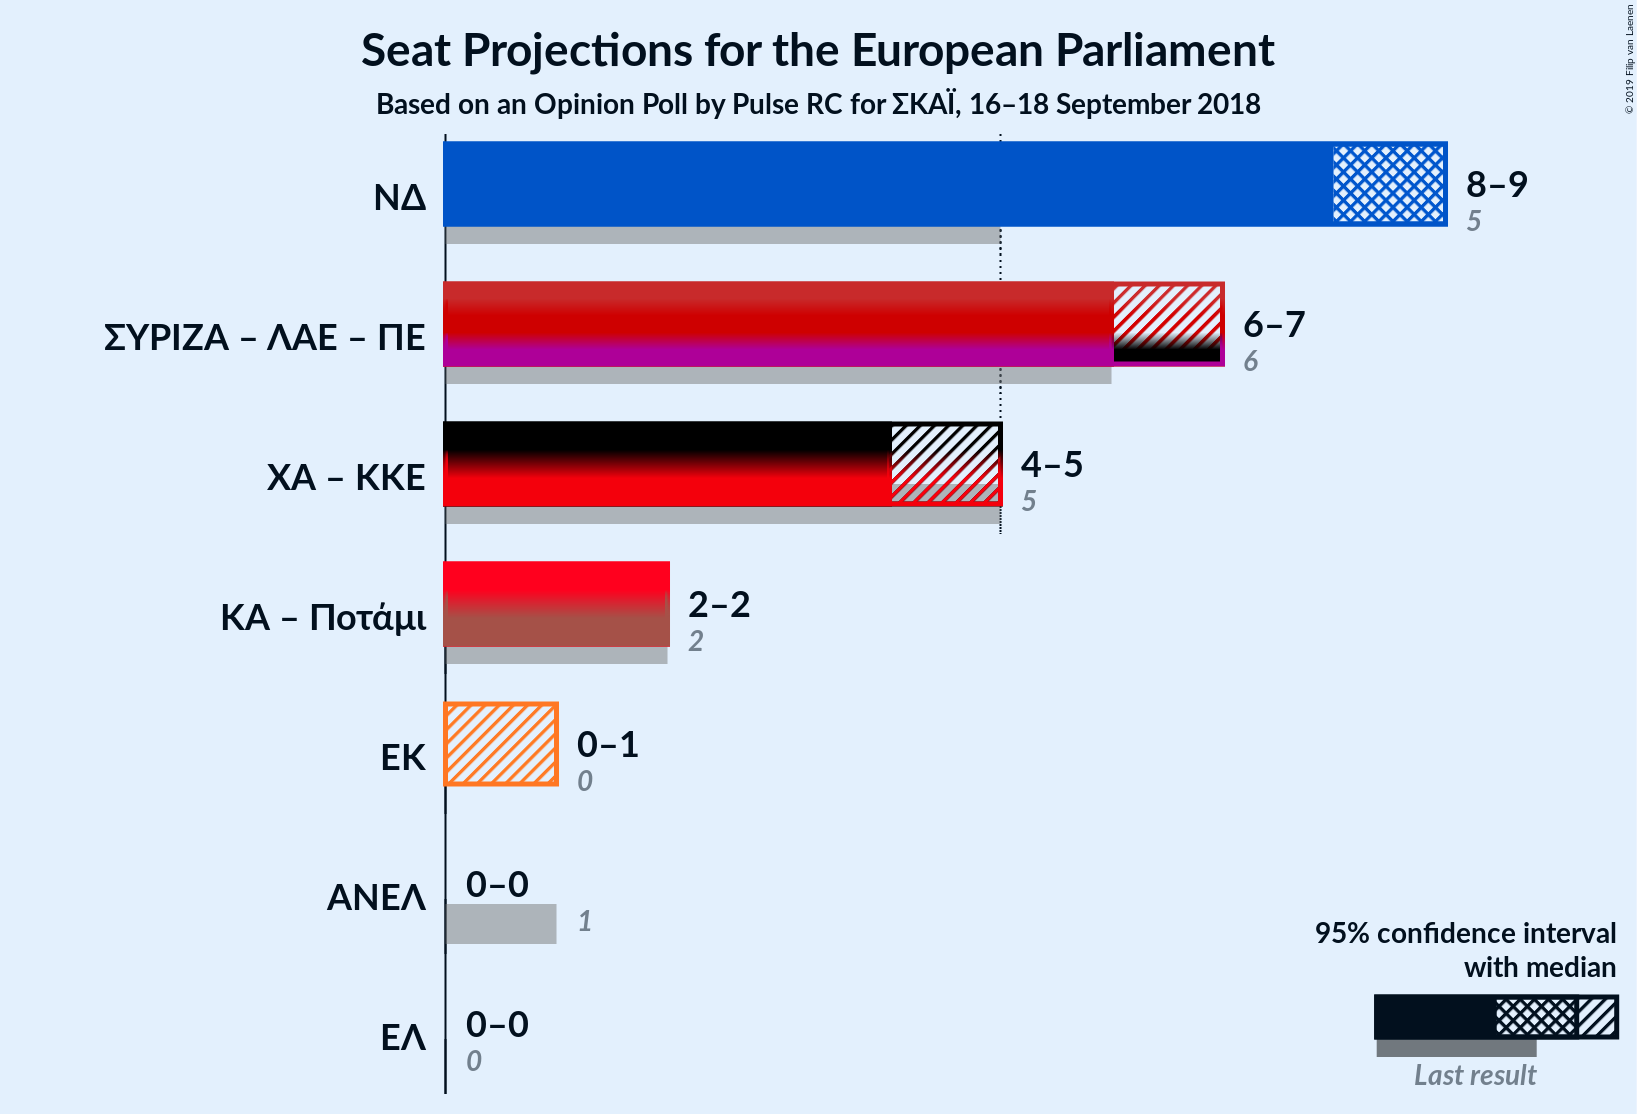 Seat Projections for the European Parliament
Based on an Opinion Poll by Pulse RC for ΣΚΑΪ, 16–18 September 2018
© 2019 Filip van Laenen
ΝΔ
8–9
5
ΣΥΡΙΖΑ – ΛΑΕ – ΠΕ
6–7
6
ΧΑ – ΚΚΕ
4–5
5
ΚΑ – Ποτάμι
2–2
2
ΕΚ
0–1
0
ΑΝΕΛ
0–0
1
ΕΛ
0–0
0
95% confidence interval
with median
Last result